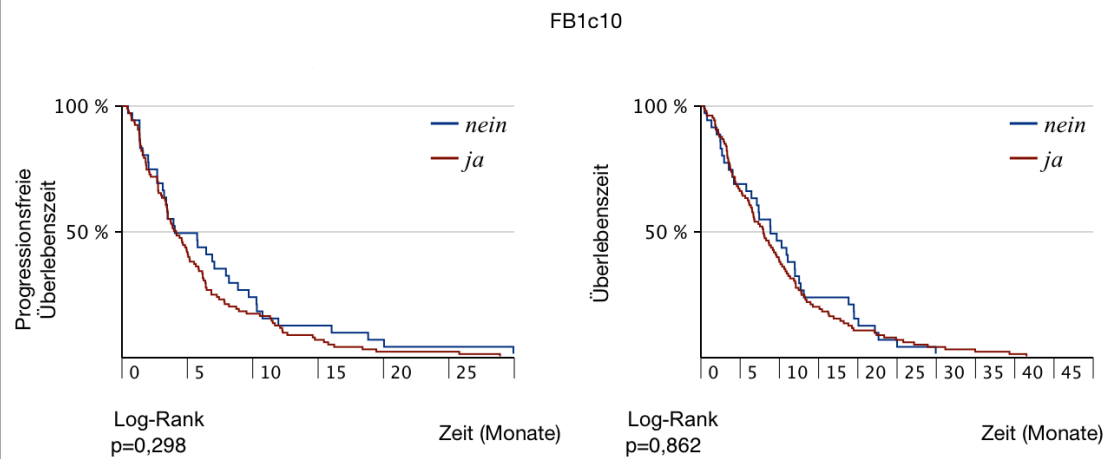 FB1c10
100 %
50 %
nein
ja
Progressionsfreie
Überlebenszeit
0 5 10 15 20 25
Log-Rank
p=0,298
Zeit (Monate)
100 %
50 %
nein
ja
Überlebenszeit
0 5 10 15 20 25 30 35 40 45
Log-Rank
p=0,862
Zeit (Monate)